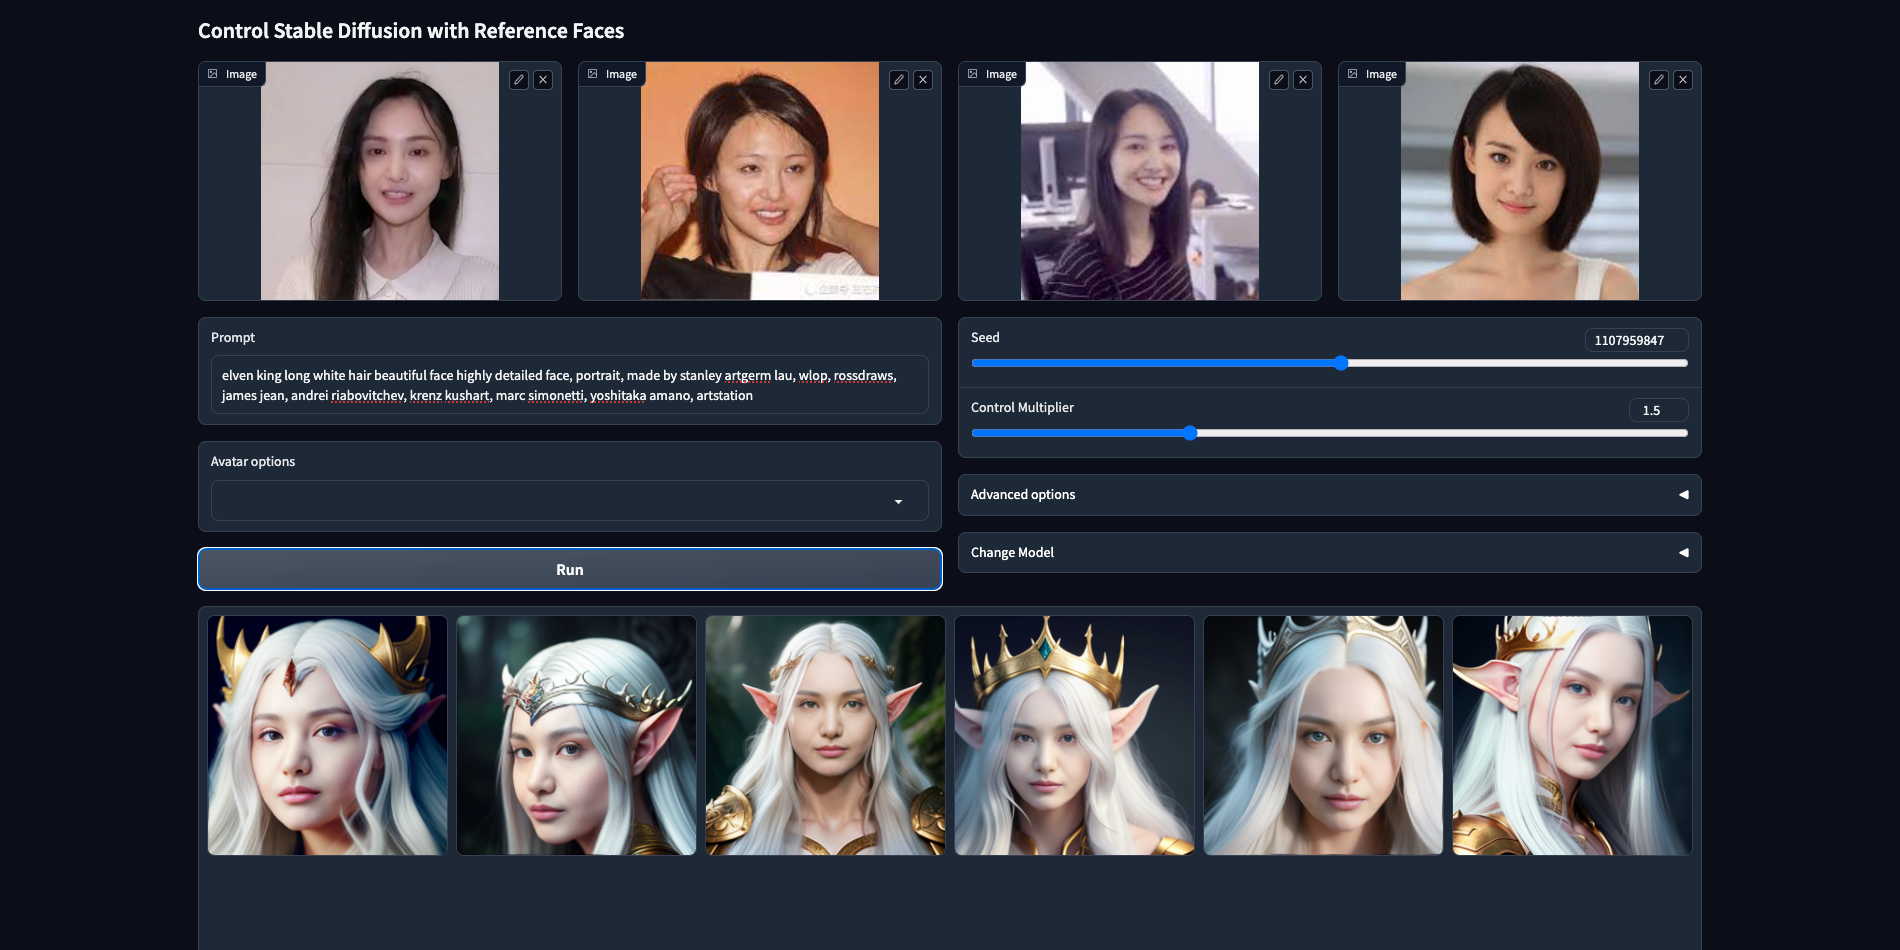 Control Stable Diffusion with Reference Faces
Image
Image
Image
Image
Prompt
elven king long white hair beautiful face highly detailed face, portrait, made by stanley artgerm lau, wlop, rossdraws,
james jean, andrei riabovitchev, krenz kushart, marc simonetti, yoshitaka amano, artstation
Avatar options
Run
Seed
1107959847
Control Multiplier
1.5
Advanced options
Change Model